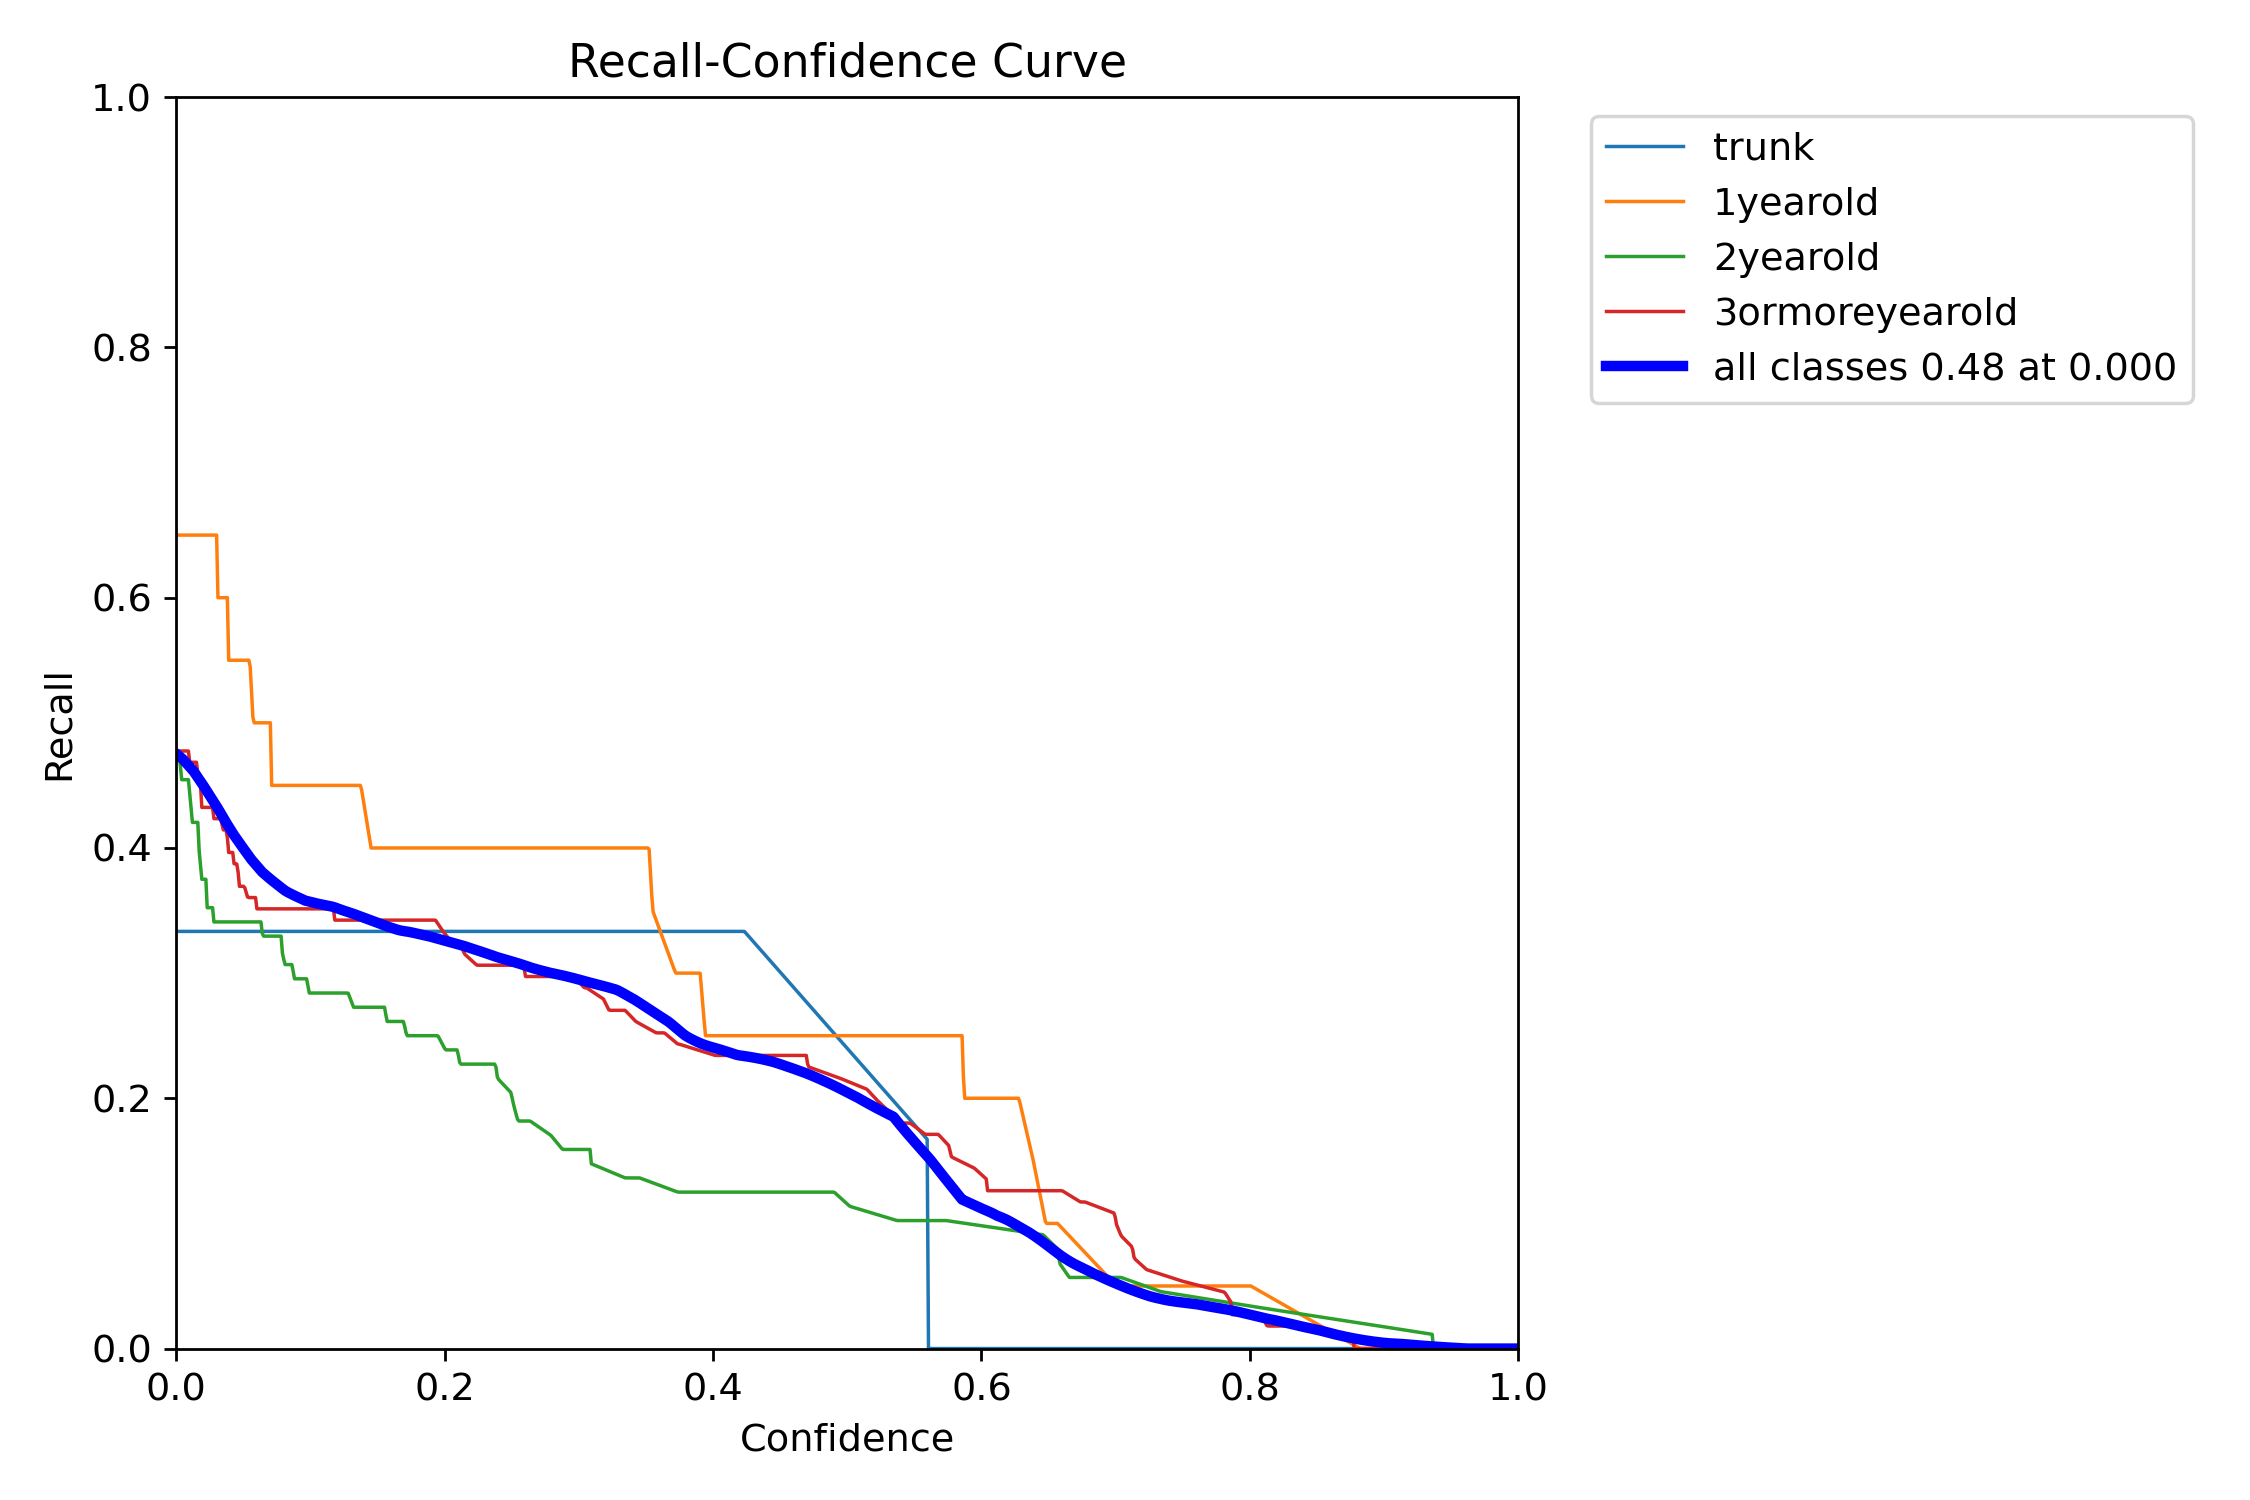 Recall-Confidence Curve
1.0
0.8
0.6
0.4
0.2
0.0
Recall
0.0 0.2 0.4 0.6 0.8 1.0
Confidence
trunk
1yearold
2yearold
3ormoreyearold
all classes 0.48 at 0.000